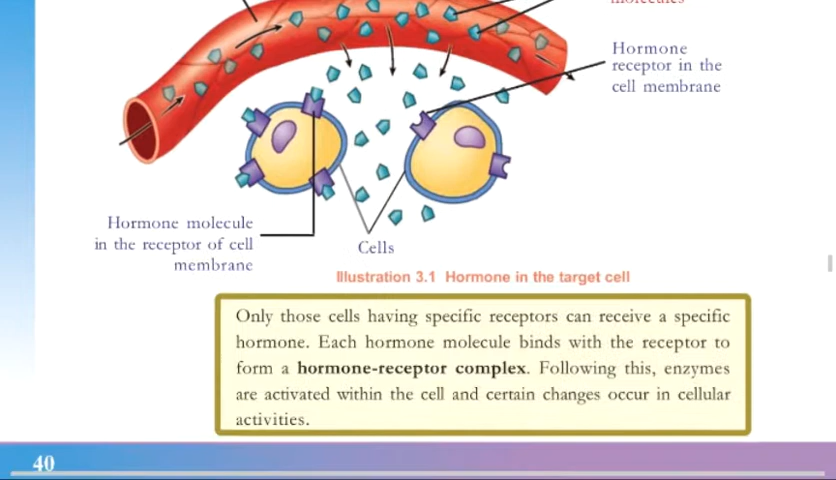 molecules
Hormone
receptor in the
cell membrane
Hormone molecule
in the receptor of cell
membrane
Cells
Illustration 3.1 Hormone in the target cell
Only those cells having specific receptors can receive a specific
hormone. Each hormone molecule binds with the receptor to
form a hormone-receptor complex. Following this, enzymes
are activated within the cell and certain changes occur in cellular
activities.
40